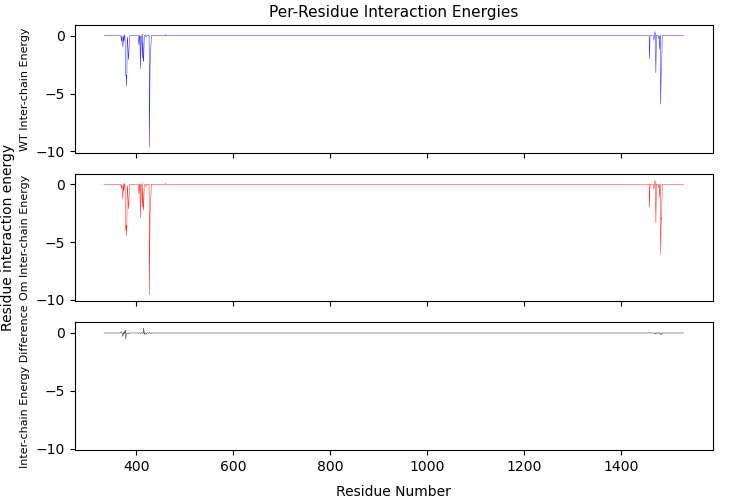 Per-Residue Interaction Energies
Residue interaction energy
WT Inter-chain Energy
0
−5
−10
Om Inter-chain Energy
0
−5
−10
Inter-chain Energy Difference
0
−5
−10
400 600 800 1000 1200 1400
Residue Number